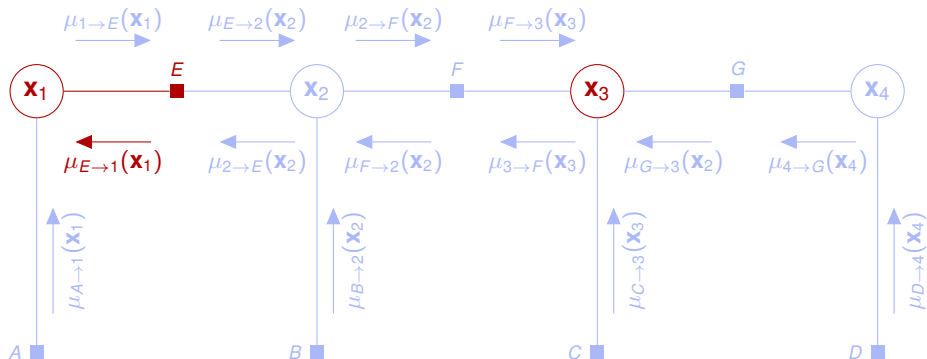 μ1→E(x1) μE→2(x2) μ2→F(x2) μF→3(x3)
E F G
x1 x2 x3 x4
μE→1(x1) μ2→E(x2) μF→2(x2) μ3→F(x3) μG→3(x2) μ4→G(x4)
μA→1(x1) μB→2(x2) μC→3(x3) μD→4(x4)
A B C D